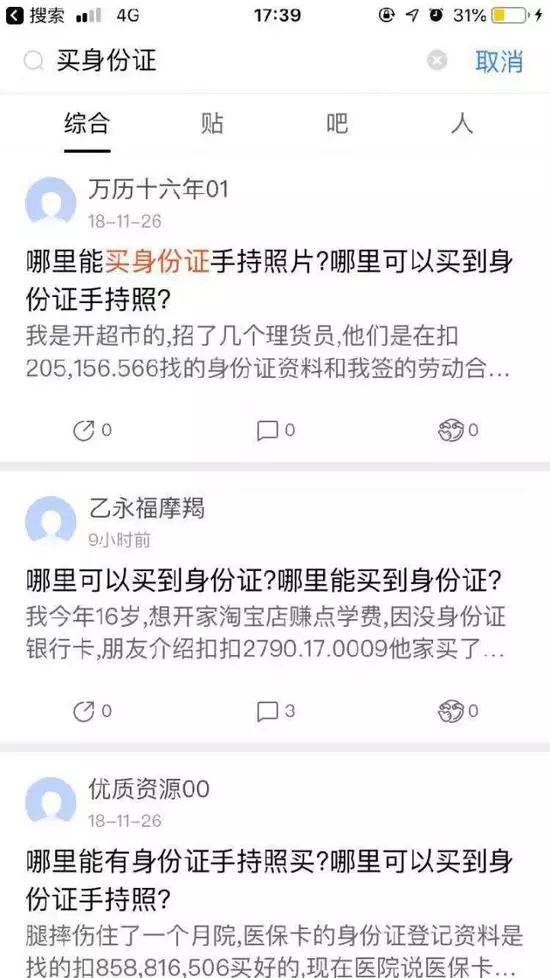 搜索 4G 17:39 31%
买身份证 取消
综合 贴 吧 人
万历十六年01
18-11-26
哪里能买身份证手持照片?哪里可以买到身
份证手持照?
我是开超市的,招了几个理货员,他们是在扣
205,156.566找的身份证资料和我签的劳动合...
0 0 0
乙永福摩羯
9小时前
哪里可以买到身份证?哪里能买到身份证?
我今年16岁,想开家淘宝店赚点学费,因没身份证
银行卡,朋友介绍扣扣2790.17.0009他家买了...
0 3 0
优质资源00
18-11-26
哪里能有身份证手持照买?哪里可以买到身
份证手持照?
腿摔伤住了一个月院,医保卡的身份证登记资料是
找的扣858,816,506买好的,现在医院说医保卡...